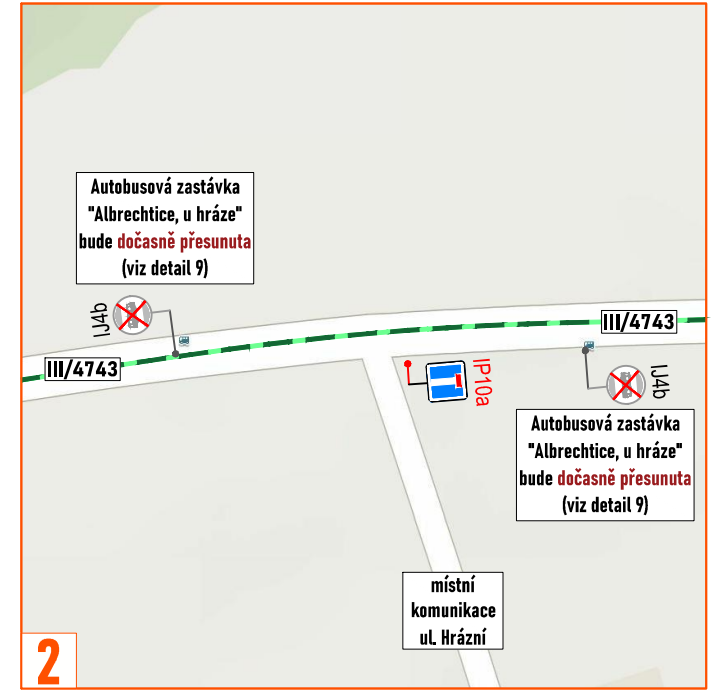 Autobusová zastávka
"Albrechtice, u hráze"
bude dočasně přesunuta
(viz detail 9)
IJ4b
III/4743
III/4743
IP10a
IJ4b
Autobusová zastávka
"Albrechtice, u hráze"
bude dočasně přesunuta
(viz detail 9)
místní
komunikace
ul. Hrázní
2